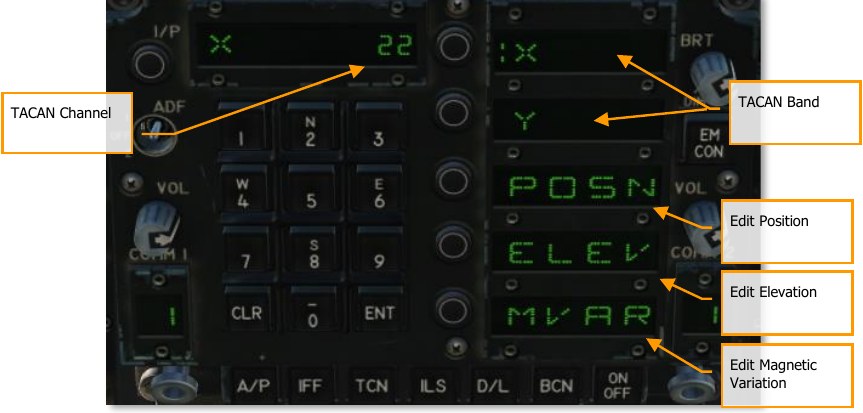 I/P
X 22
:X
BRT
TACAN Channel
ADF
TACAN Band
Y
1
N
2
3
EM
CON
VOL
W
4
5
E
6
POSN
VOL
Edit Position
COMM 1
7
S
8
9
ELEV
Edit Elevation
1
CLR
–
0
ENT
MVAR
1
Edit Magnetic
Variation
A/P
IFF
TCN
ILS
D/L
BCN
ON
OFF